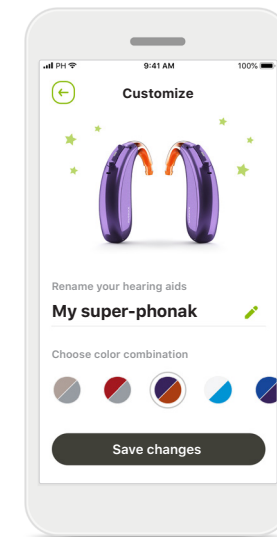 PH 9:41 AM 100%
Customize
Rename your hearing aids
My super-phonak
Choose color combination
Save changes